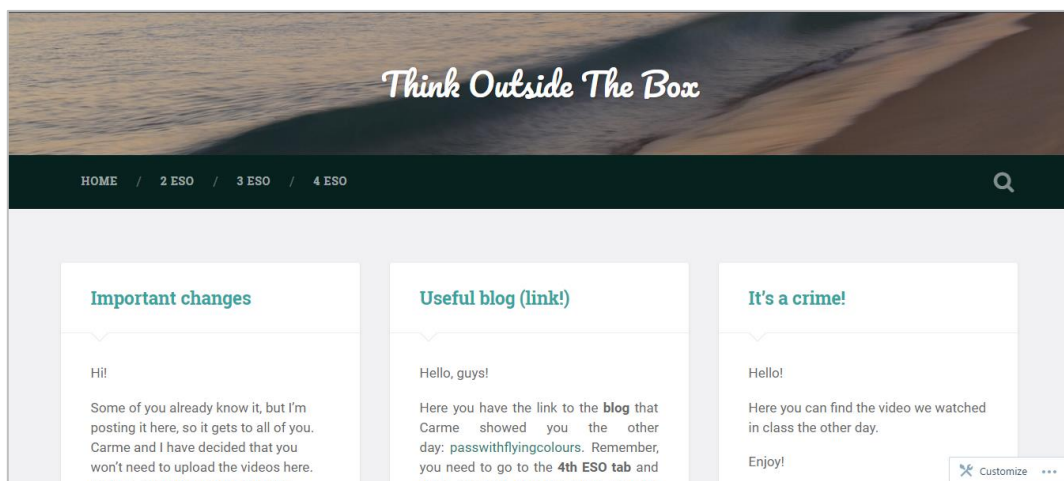 Think Outside The Box
HOME / 2 ESO / 3 ESO / 4 ESO
Important changes
Hi!
Some of you already know it, but I'm
posting it here, so it gets to all of you.
Carme and I have decided that you
won't need to upload the videos here.
Useful blog (link!)
Hello, guys!
Here you have the link to the blog that
Carme showed you the other
day: passwithflyingcolours. Remember,
you need to go to the 4th ESO tab and
It's a crime!
Hello!
Here you can find the video we watched
in class the other day.
Enjoy!
Customize ...